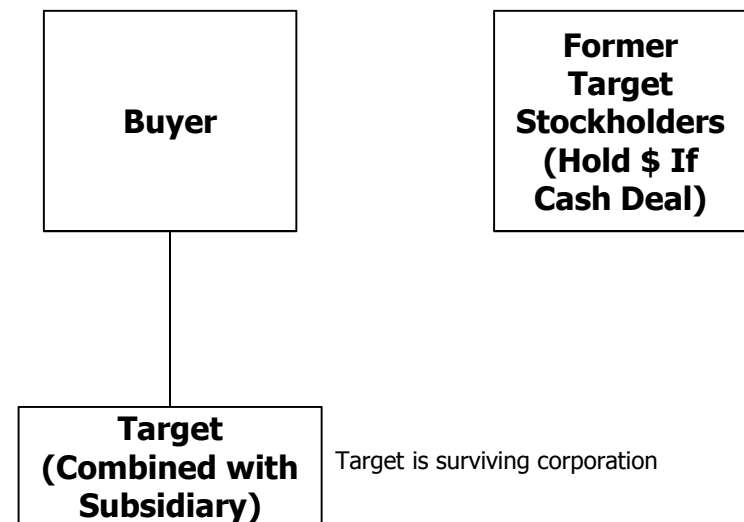 Buyer
Former
Target
Stockholders
(Hold $ If
Cash Deal)
Target
(Combined with
Subsidiary)
Target is surviving corporation